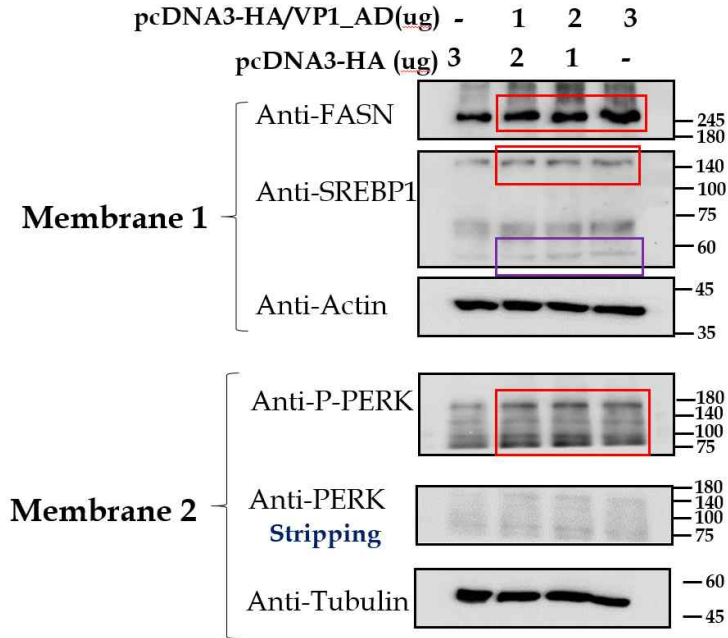 pcDNA3-HA/VP1_AD(ug) - 1 2 3
pcDNA3-HA (ug) 3 2 1 -
Anti-FASN
245
180
Membrane 1
Anti-SREBP1
140
100
75
60
Anti-Actin
45
35
Membrane 2
Anti-P-PERK
180
140
100
75
Anti-PERK
Stripping
180
140
100
75
Anti-Tubulin
60
45